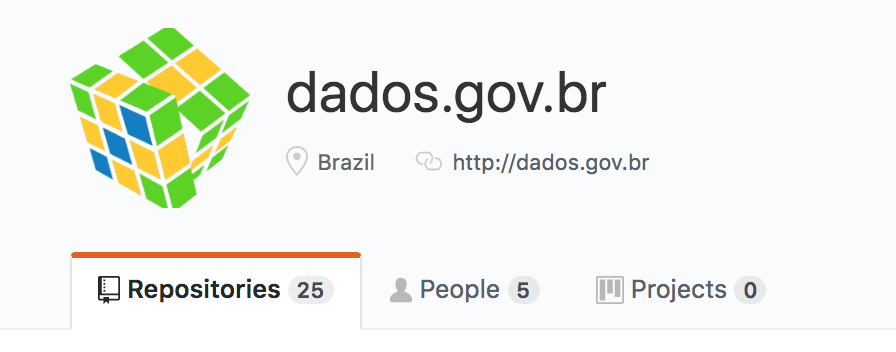 dados.gov.br
Brazil http://dados.gov.br
Repositories 25 People 5 Projects 0